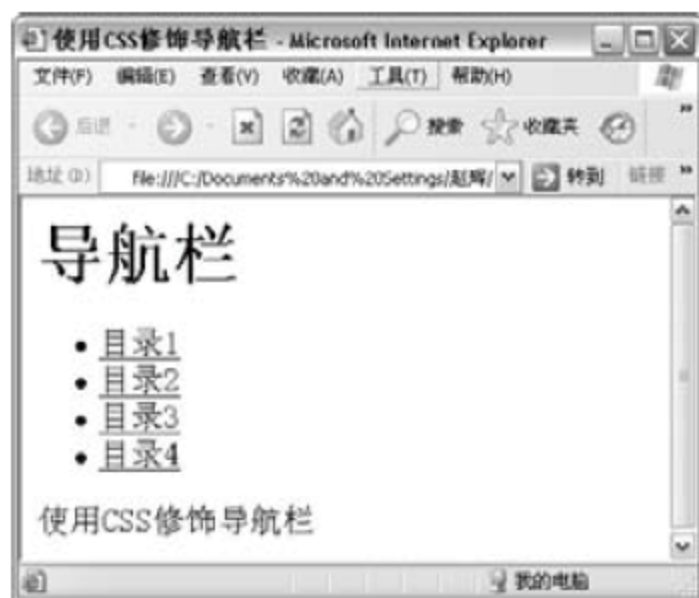 使用CSS修饰导航栏 - Microsoft Internet Explorer
文件(F) 编辑(E) 查看(V) 收藏(A) 工具(T) 帮助(H)
后退 搜索 收藏夹 »
地址(D) file:///C:/Documents%20and%20Settings/赵辉/ 转到 链接 »
导航栏
• 目录1
• 目录2
• 目录3
• 目录4
使用CSS修饰导航栏
我的电脑